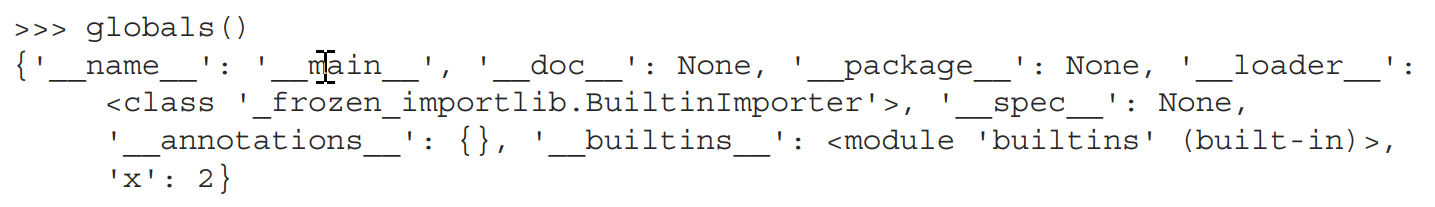 >>> globals()
{'__name__': '__main__', '__doc__': None, '__package__': None, '__loader__':
<class '_frozen_importlib.BuiltinImporter'>, '__spec__': None,
'__annotations__': {}, '__builtins__': <module 'builtins' (built-in)>,
'x': 2}